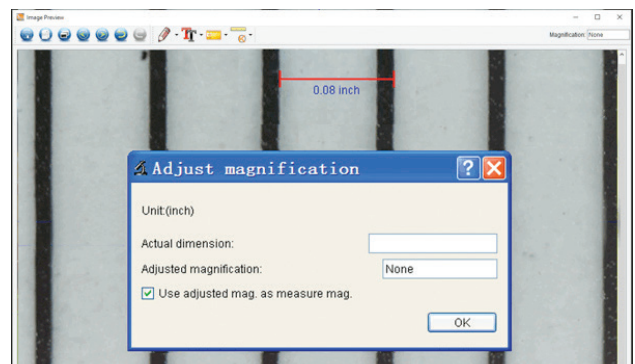 Image Preview
Magnification: None
0.08 inch
Adjust magnification
Unit:(inch)
Actual dimension:
Adjusted magnification: None
Use adjusted mag. as measure mag.
OK